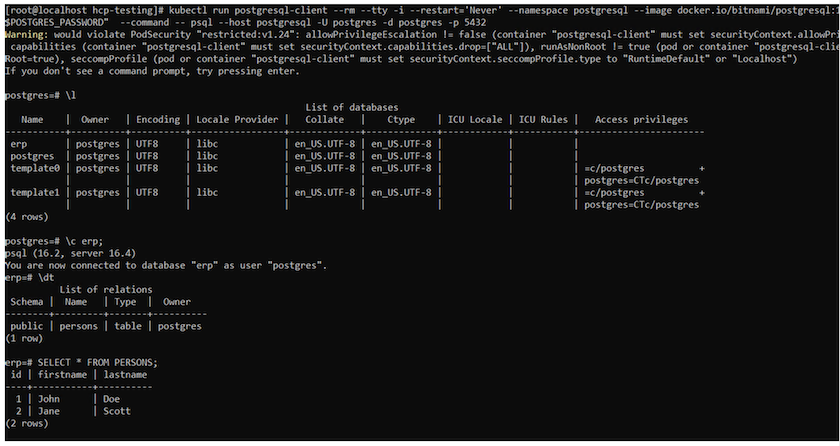 [root@localhost hcp-testing]# kubectl run postgresql-client --rm --tty -i --restart='Never' --namespace postgresql --image docker.io/bitnami/postgresql:
$POSTGRES_PASSWORD" --command -- psql --host postgresql -U postgres -d postgres -p 5432
Warning: would violate PodSecurity "restricted:v1.24": allowPrivilegeEscalation != false (container "postgresql-client" must set securityContext.allowPri
capabilities (container "postgresql-client" must set securityContext.capabilities.drop=["ALL"]), runAsNonRoot != true (pod or container "postgresql-clie
Root=true), seccompProfile (pod or container "postgresql-client" must set securityContext.seccompProfile.type to "RuntimeDefault" or "Localhost")
If you don't see a command prompt, try pressing enter.
postgres=# \l
List of databases
Name | Owner | Encoding | Locale Provider | Collate | Ctype | ICU Locale | ICU Rules | Access privileges
-----------+----------+----------+-----------------+-------------+-------------+------------+-----------+-----------------------
erp | postgres | UTF8 | libc | en_US.UTF-8 | en_US.UTF-8 | | |
postgres | postgres | UTF8 | libc | en_US.UTF-8 | en_US.UTF-8 | | |
template0 | postgres | UTF8 | libc | en_US.UTF-8 | en_US.UTF-8 | | | =c/postgres +
| | | | | | | | postgres=CTc/postgres
template1 | postgres | UTF8 | libc | en_US.UTF-8 | en_US.UTF-8 | | | =c/postgres +
| | | | | | | | postgres=CTc/postgres
(4 rows)
postgres=# \c erp;
psql (16.2, server 16.4)
You are now connected to database "erp" as user "postgres".
erp=# \dt
List of relations
Schema | Name | Type | Owner
--------+---------+-------+----------
public | persons | table | postgres
(1 row)
erp=# SELECT * FROM PERSONS;
id | firstname | lastname
----+-----------+----------
1 | John | Doe
2 | Jane | Scott
(2 rows)